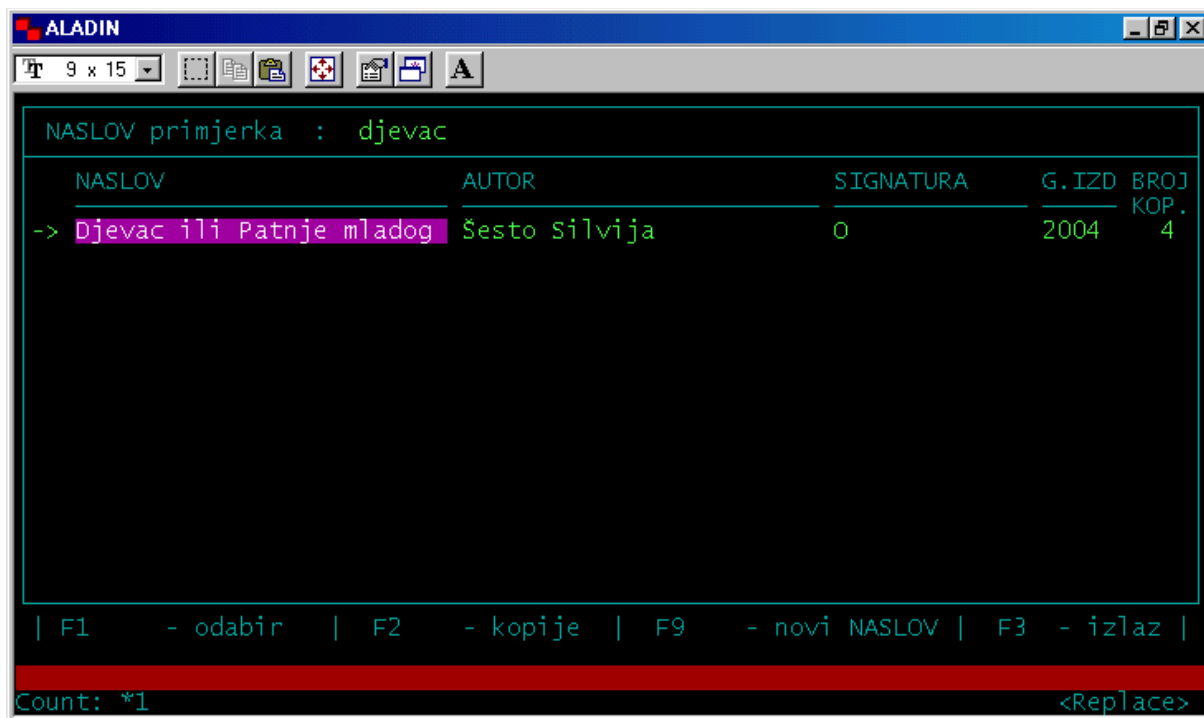 ALADIN
9 x 15
NASLOV primjerka : djevac
NASLOV AUTOR SIGNATURA G.IZD BROJ
KOP.
-> Djevac ili Patnje mladog Šesto Silvija O 2004 4
| F1 - odabir | F2 - kopije | F9 - novi NASLOV | F3 - izlaz |
Count: *1 <Replace>